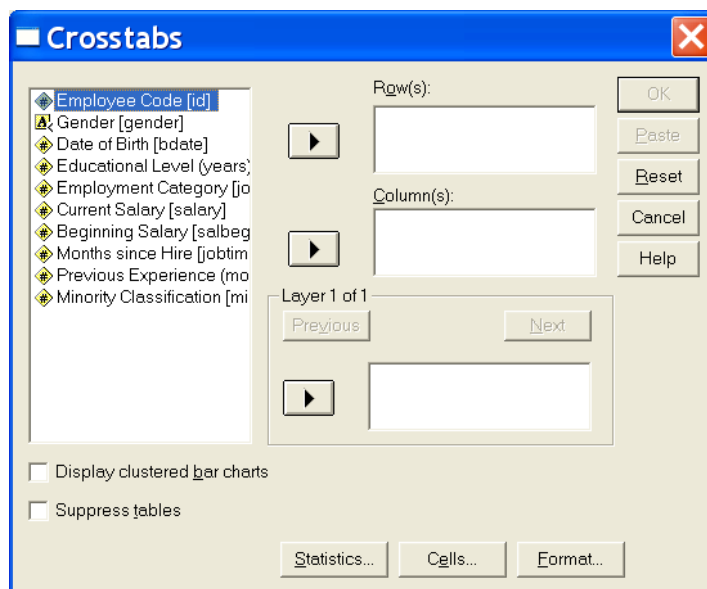 Crosstabs
Employee Code [id]
Gender [gender]
Date of Birth [bdate]
Educational Level (years)
Employment Category [jo
Current Salary [salary]
Beginning Salary [salbeg
Months since Hire [jobtim
Previous Experience (mo
Minority Classification [mi
Row(s):
Column(s):
Layer 1 of 1
Previous
Next
OK
Paste
Reset
Cancel
Help
Display clustered bar charts
Suppress tables
Statistics...
Cells...
Format...